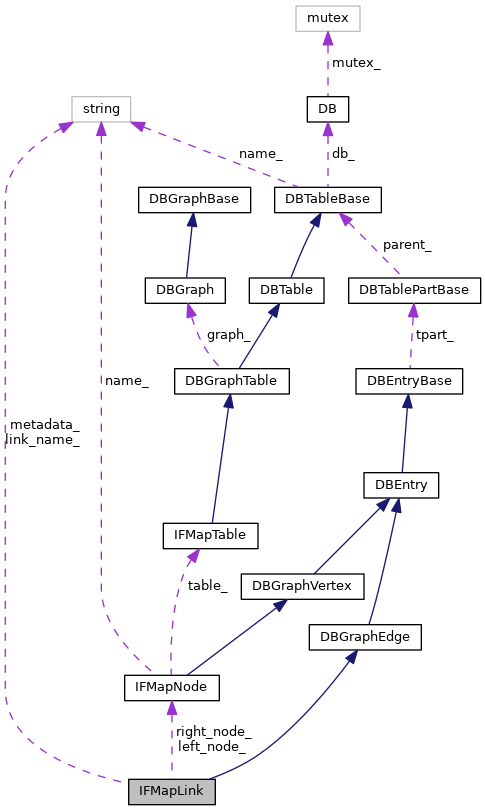 mutex
mutex_
string
DB
name_
db_
DBGraphBase
DBTableBase
parent_
DBGraph
DBTable
DBTablePartBase
graph_
tpart_
name_
DBGraphTable
DBEntryBase
metadata_
link_name_
DBEntry
IFMapTable
table_
DBGraphVertex
DBGraphEdge
IFMapNode
right_node_
left_node_
IFMapLink